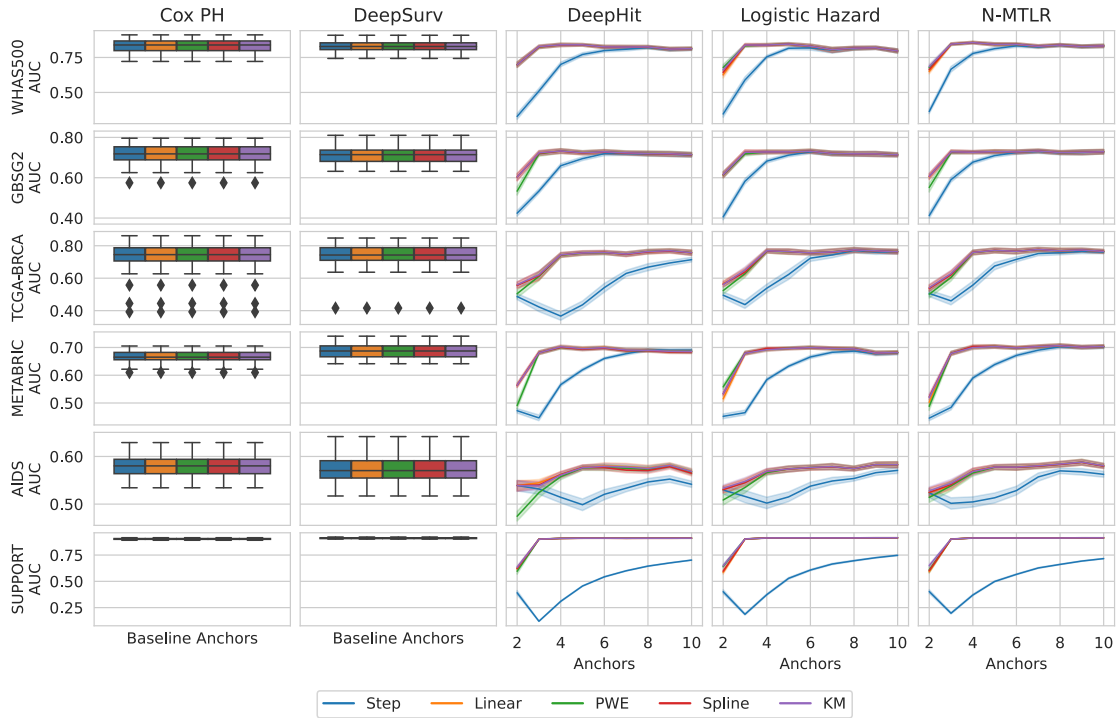 Cox PH DeepSurv DeepHit Logistic Hazard N-MTLR
WHAS500
AUC
0.75
0.50
GBSG2
AUC
0.80
0.60
0.40
TCGA-BRCA
AUC
0.80
0.60
0.40
METABRIC
AUC
0.70
0.60
0.50
AIDS
AUC
0.60
0.50
SUPPORT
AUC
0.75
0.50
0.25
Baseline Anchors Baseline Anchors
2 4 6 8 10 2 4 6 8 10 2 4 6 8 10
Anchors Anchors Anchors
Step Linear PWE Spline KM